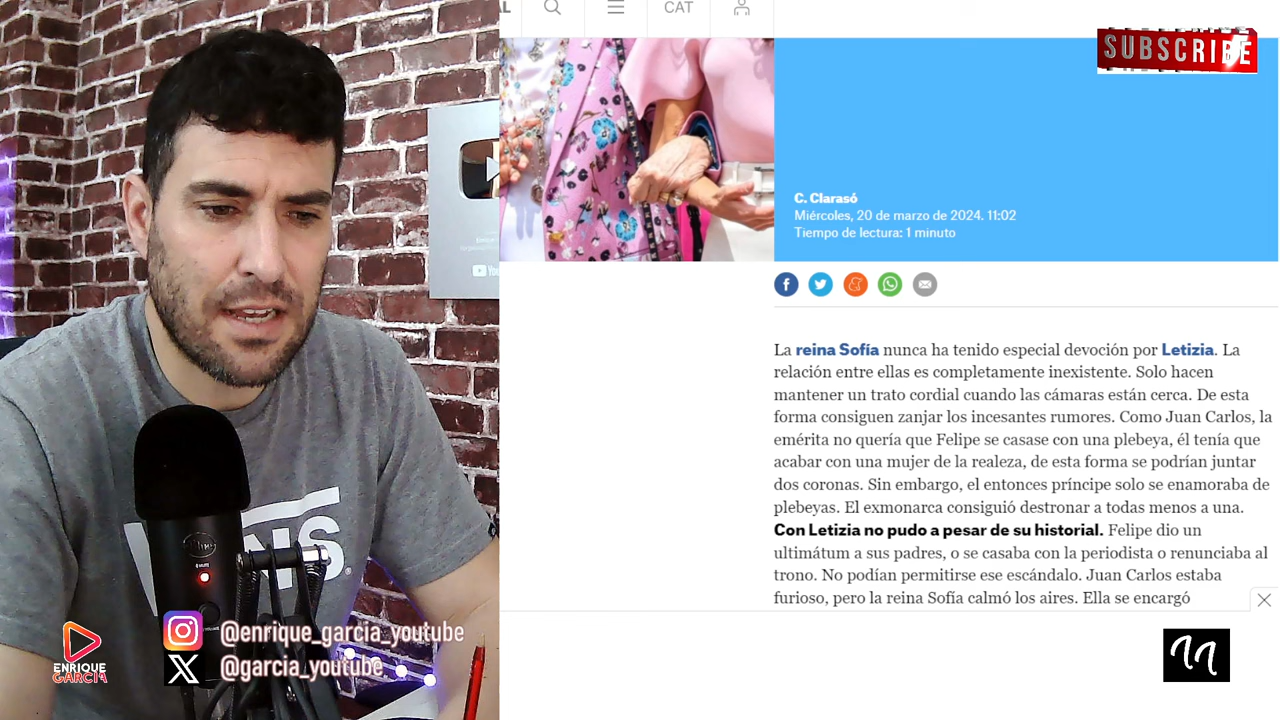 CAT
SUBSCRIBE
C. Clarasó
Miércoles, 20 de marzo de 2024. 11:02
Tiempo de lectura: 1 minuto
La reina Sofía nunca ha tenido especial devoción por Letizia. La
relación entre ellas es completamente inexistente. Solo hacen
mantener un trato cordial cuando las cámaras están cerca. De esta
forma consiguen zanjar los incesantes rumores. Como Juan Carlos, la
emérita no quería que Felipe se casase con una plebeya, él tenía que
acabar con una mujer de la realeza, de esta forma se podrían juntar
dos coronas. Sin embargo, el entonces príncipe solo se enamoraba de
plebeyas. El exmonarca consiguió destronar a todas menos a una.
Con Letizia no pudo a pesar de su historial. Felipe dio un
ultimátum a sus padres, o se casaba con la periodista o renunciaba al
trono. No podían permitirse ese escándalo. Juan Carlos estaba
furioso, pero la reina Sofía calmó los aires. Ella se encargó
VANS
@enrique_garcia_youtube
@garcia_youtube
ENRIQUE
GARCIA